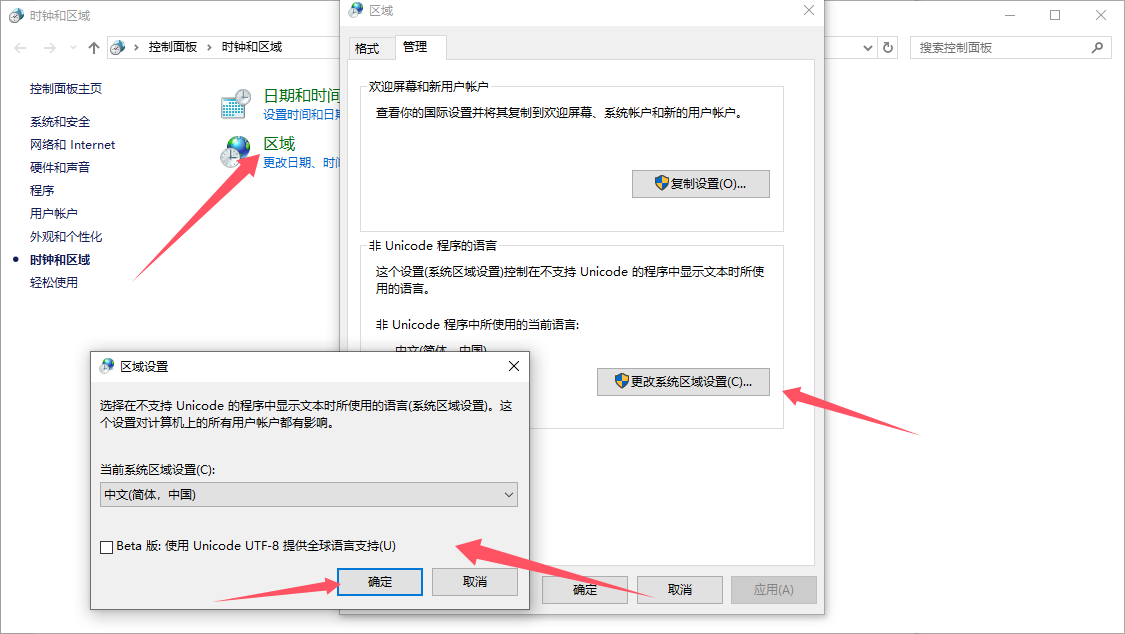 时钟和区域
控制面板 › 时钟和区域
搜索控制面板
控制面板主页
系统和安全
网络和 Internet
硬件和声音
程序
用户帐户
外观和个性化
时钟和区域
轻松使用
日期和时间
设置时间和日期
区域
更改日期、时间
区域
格式
管理
欢迎屏幕和新用户帐户
查看你的国际设置并将其复制到欢迎屏幕、系统帐户和新的用户帐户。
复制设置(O)...
非 Unicode 程序的语言
这个设置(系统区域设置)控制在不支持 Unicode 的程序中显示文本时所使
用的语言。
非 Unicode 程序中所使用的当前语言:
中文(简体，中国)
更改系统区域设置(C)...
确定
取消
应用(A)
区域设置
选择在不支持 Unicode 的程序中显示文本时所使用的语言(系统区域设置)。这
个设置对计算机上的所有用户帐户都有影响。
当前系统区域设置(C):
中文(简体，中国)
Beta 版: 使用 Unicode UTF-8 提供全球语言支持(U)
确定
取消